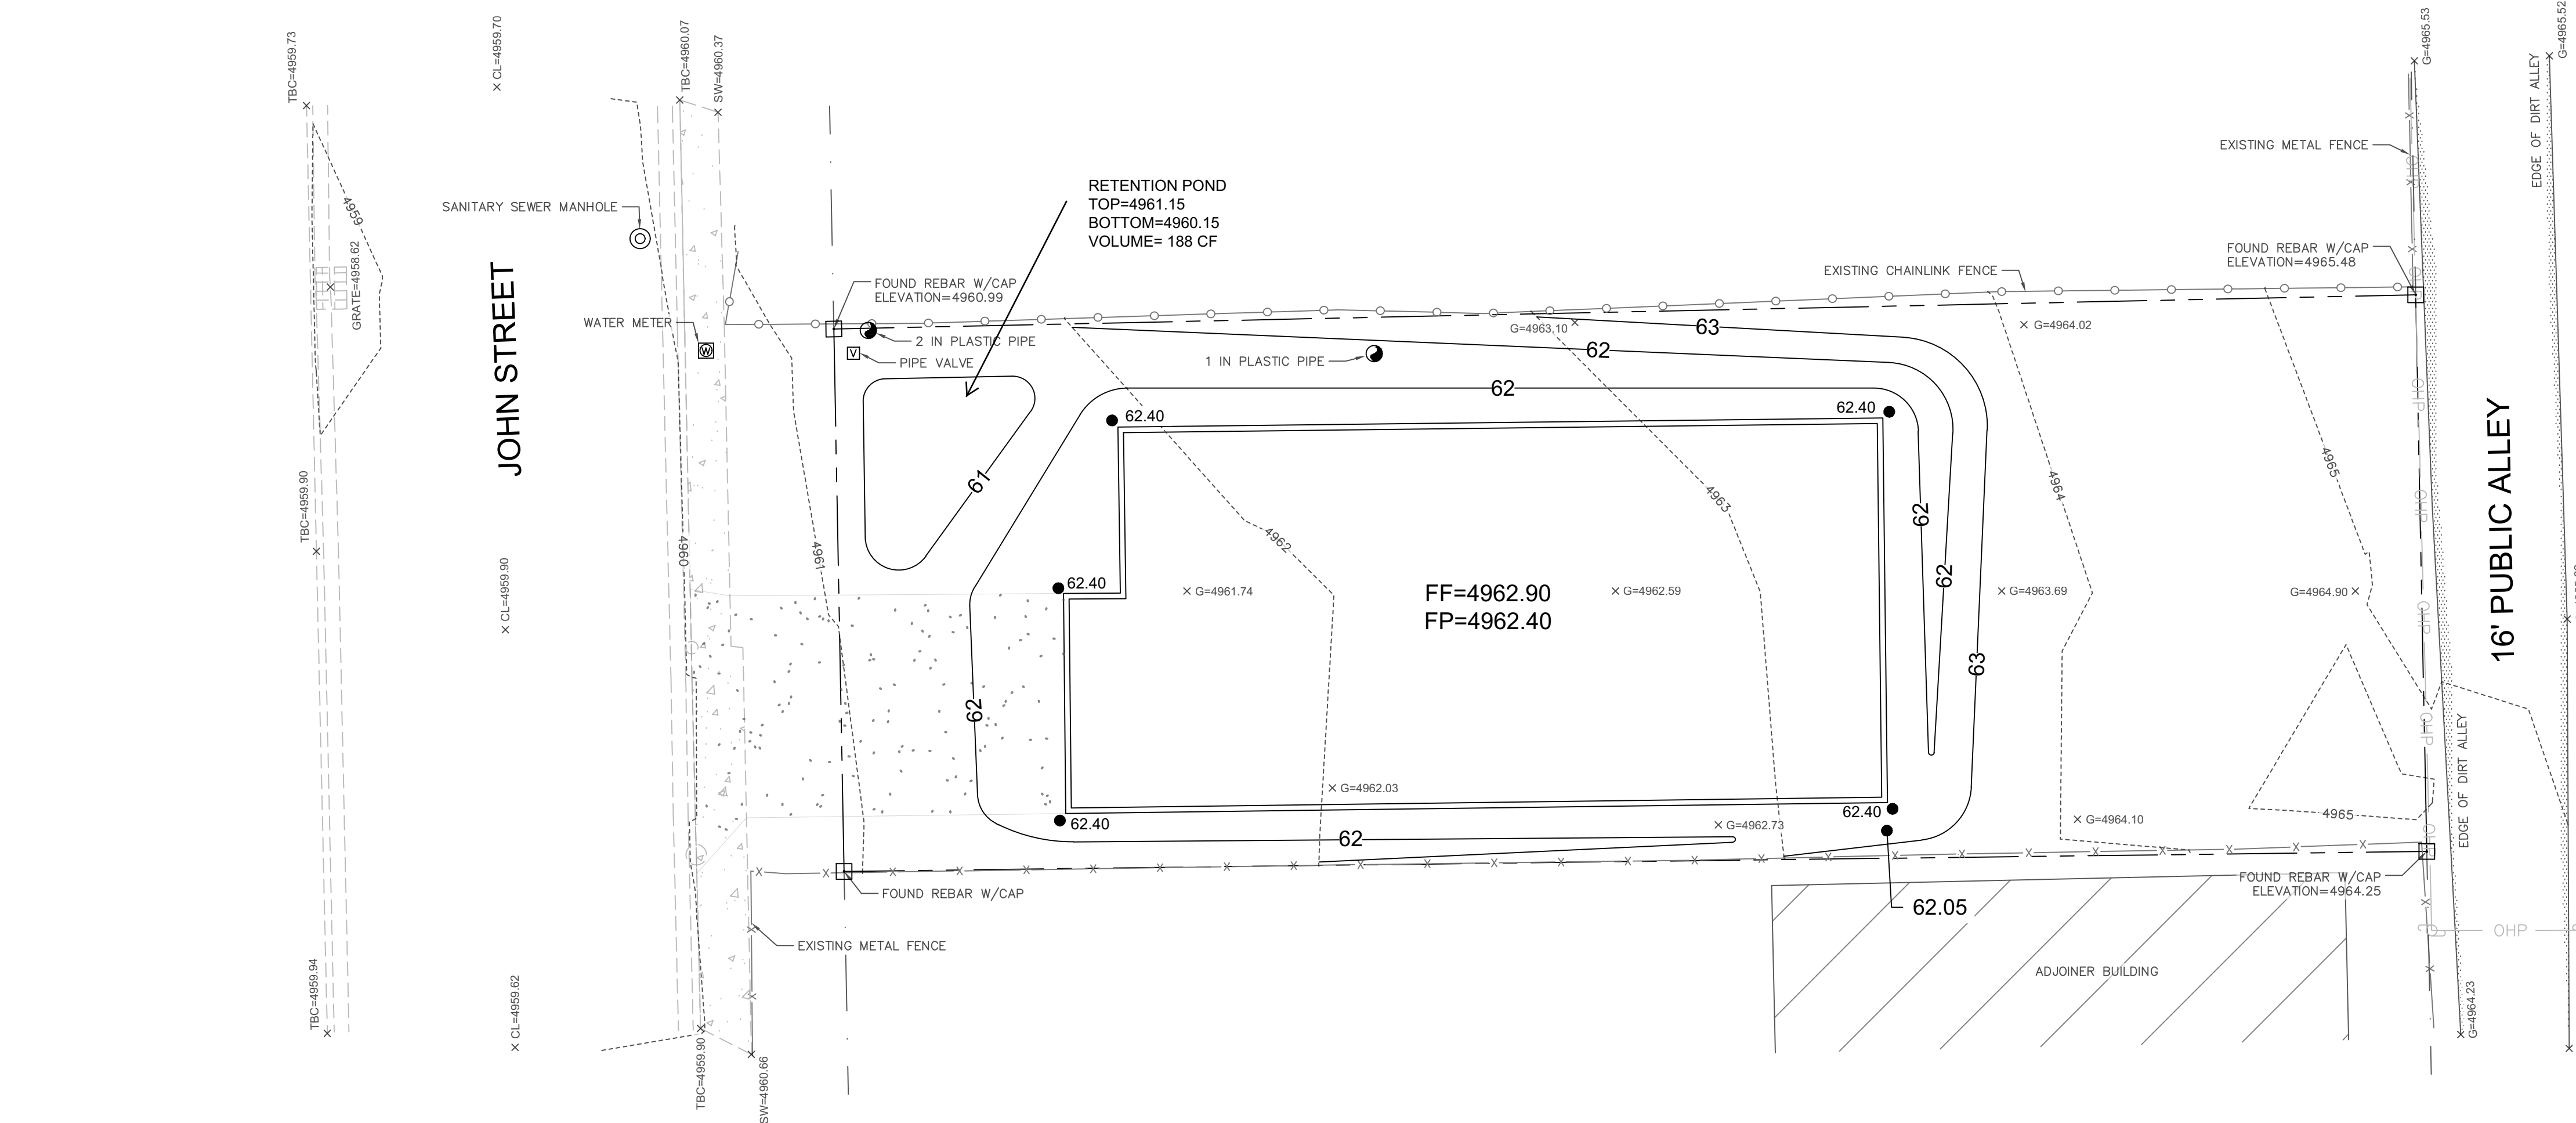 TBC=4959.73
CL=4959.70
TBC=4960.07
SW=4960.37
G=4965.53
G=4965.52
EDGE OF DIRT ALLEY
EXISTING METAL FENCE
OHP
RETENTION POND
TOP=4961.15
BOTTOM=4960.15
VOLUME= 188 CF
SANITARY SEWER MANHOLE
4959
GRATE=4958.62
JOHN STREET
FOUND REBAR W/CAP
ELEVATION=4960.99
EXISTING CHAINLINK FENCE
FOUND REBAR W/CAP
ELEVATION=4965.48
OHP
WATER METER
W
2 IN PLASTIC PIPE
V
PIPE VALVE
1 IN PLASTIC PIPE
G=4963.10
63
62
G=4964.02
62
62.40
62.40
OHP
16' PUBLIC ALLEY
61
4965
4964
4963
62
OHP
TBC=4959.90
4960
4961
4962
CL=4959.90
62.40
G=4961.74
FF=4962.90
FP=4962.40
G=4962.59
62
G=4963.69
G=4964.90
OHP
62
63
OHP
G=4962.03
62.40
62
G=4962.73
62.40
G=4964.10
4965
OHP
EDGE OF DIRT ALLEY
FOUND REBAR W/CAP
62.05
FOUND REBAR W/CAP
ELEVATION=4964.25
EXISTING METAL FENCE
OHP
ADJOINER BUILDING
TBC=4959.94
CL=4959.62
TBC=4959.90
SW=4960.66
G=4964.23